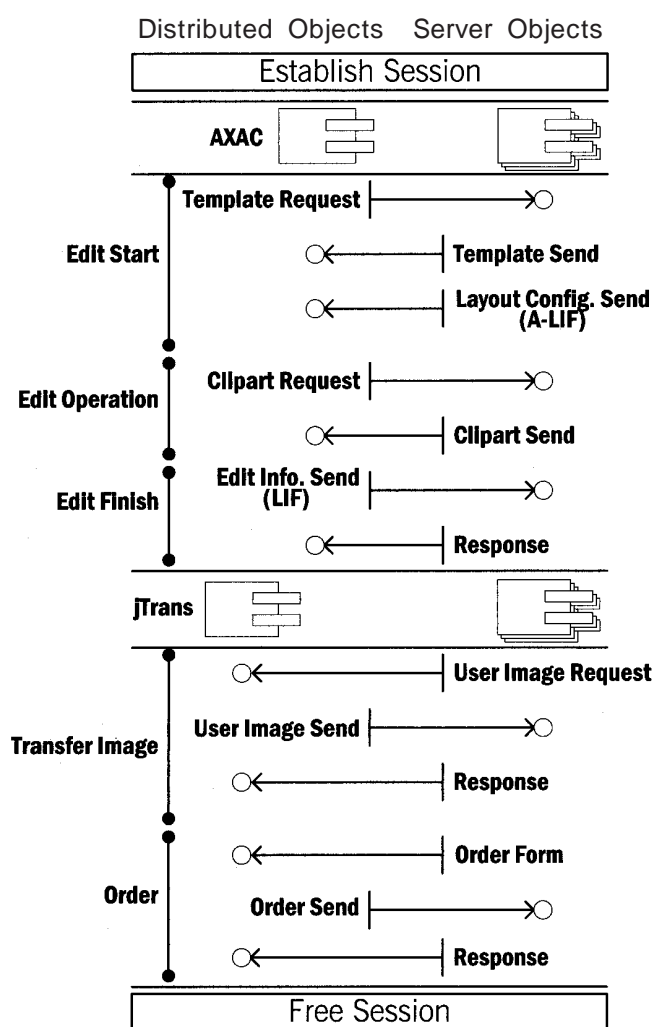 Distributed Objects Server Objects
Establish Session
AXAC
Template Request
Edit Start
Template Send
Layout Config. Send
(A-LIF)
Clipart Request
Edit Operation
Clipart Send
Edit Info. Send
(LIF)
Edit Finish
Response
jTrans
User Image Request
User Image Send
Transfer Image
Response
Order Form
Order
Order Send
Response
Free Session